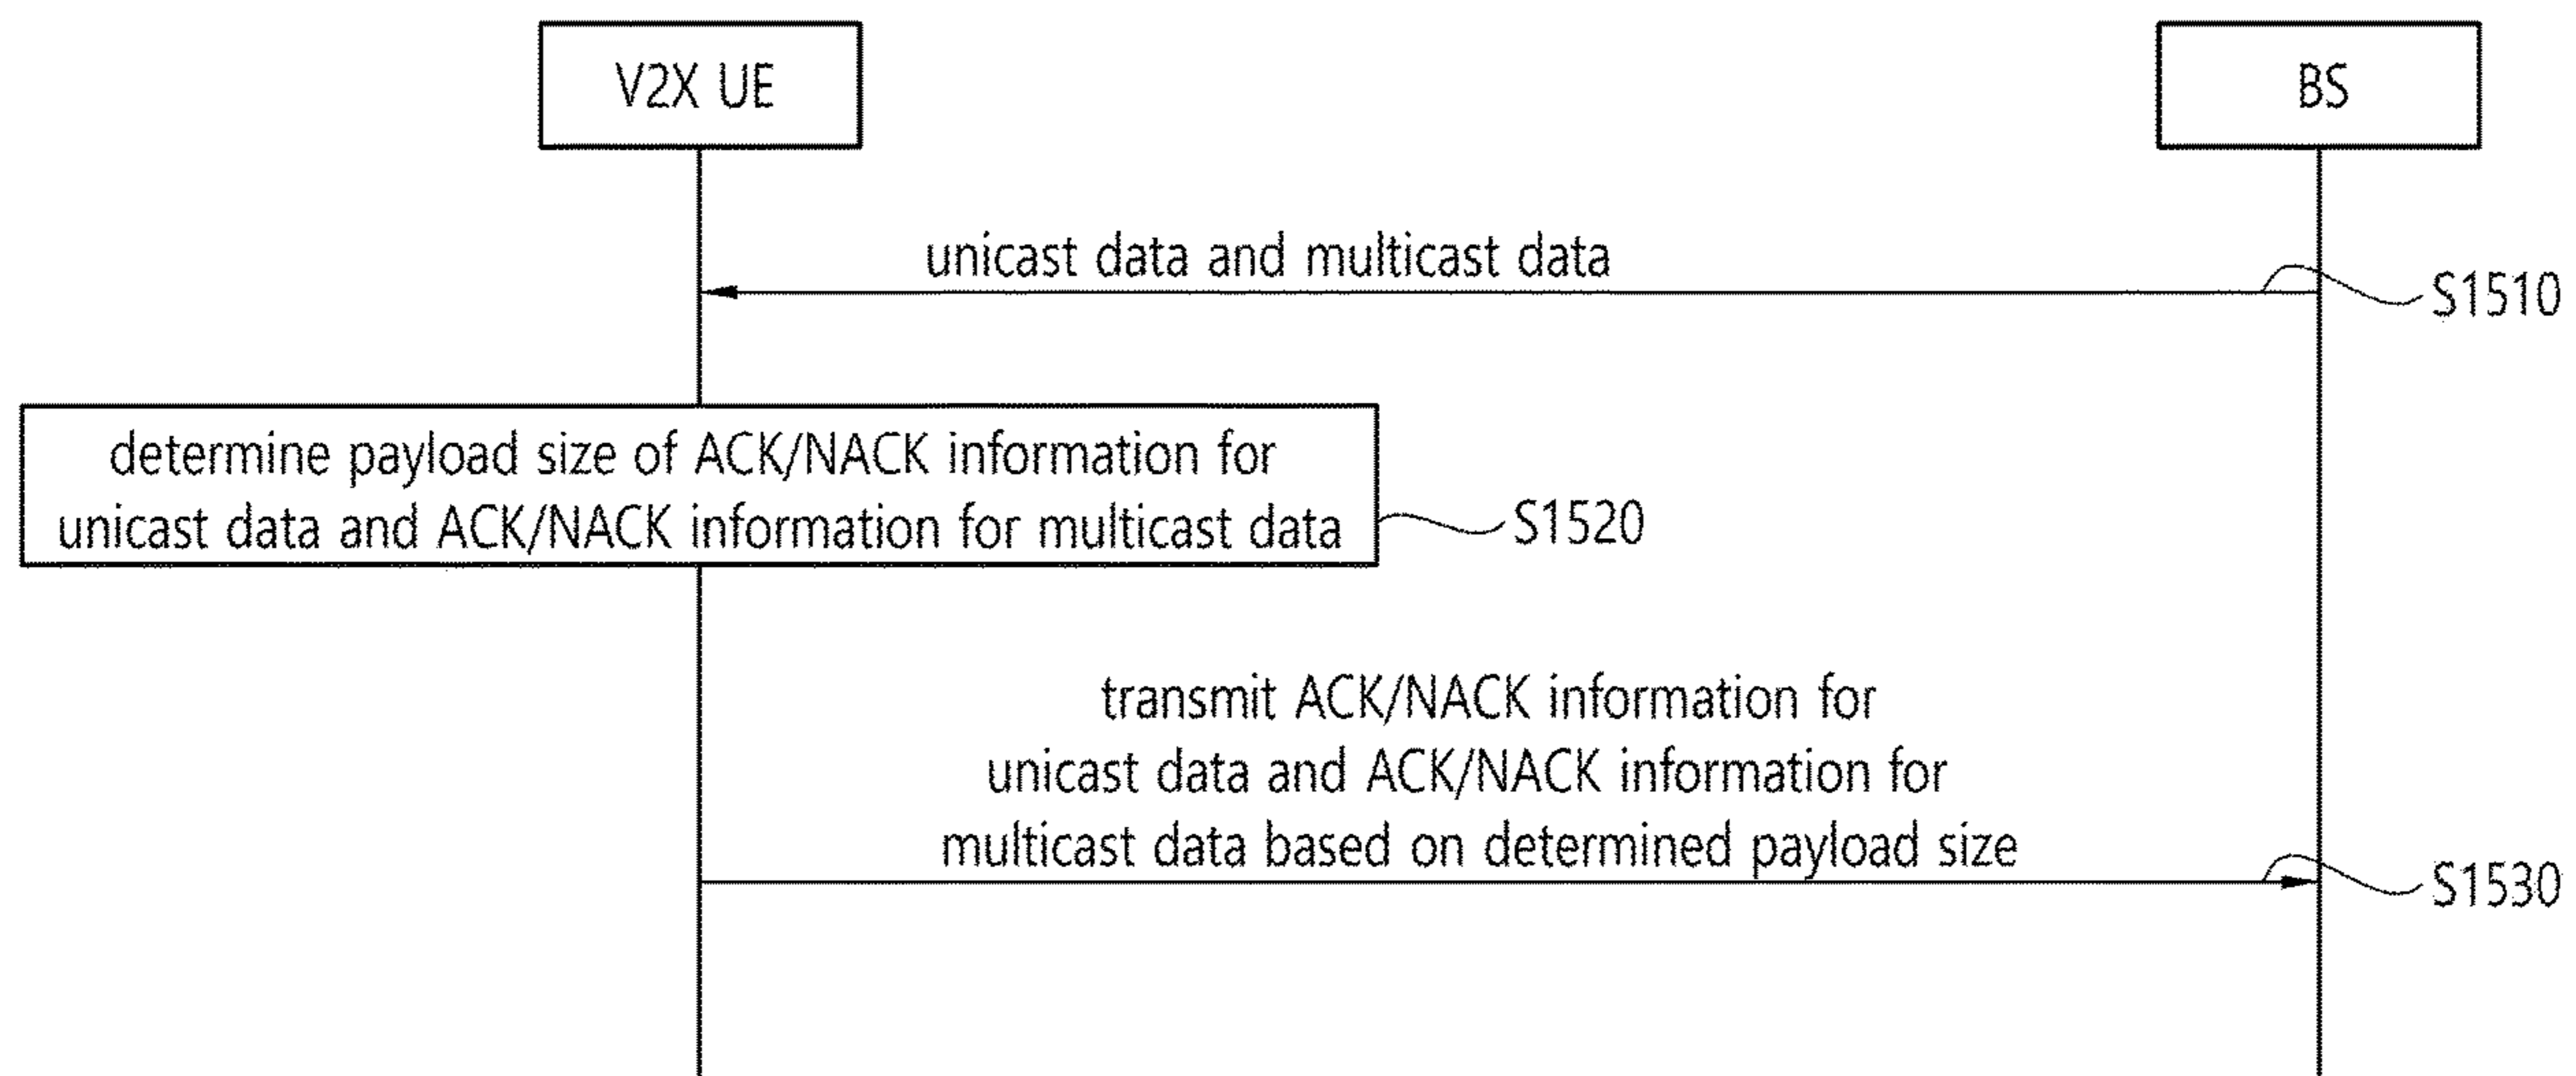 V2X UE
BS
unicast data and multicast data
S1510
determine payload size of ACK/NACK information for
unicast data and ACK/NACK information for multicast data
S1520
transmit ACK/NACK information for
unicast data and ACK/NACK information for
multicast data based on determined payload size
S1530